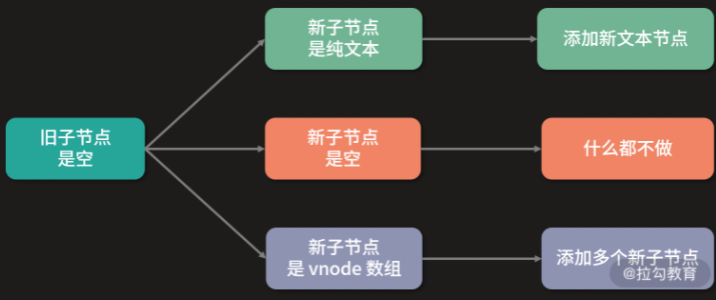 新子节点
是纯文本
添加新文本节点
旧子节点
是空
新子节点
是空
什么都不做
新子节点
是 vnode 数组
添加多个新子节点
@拉勾教育